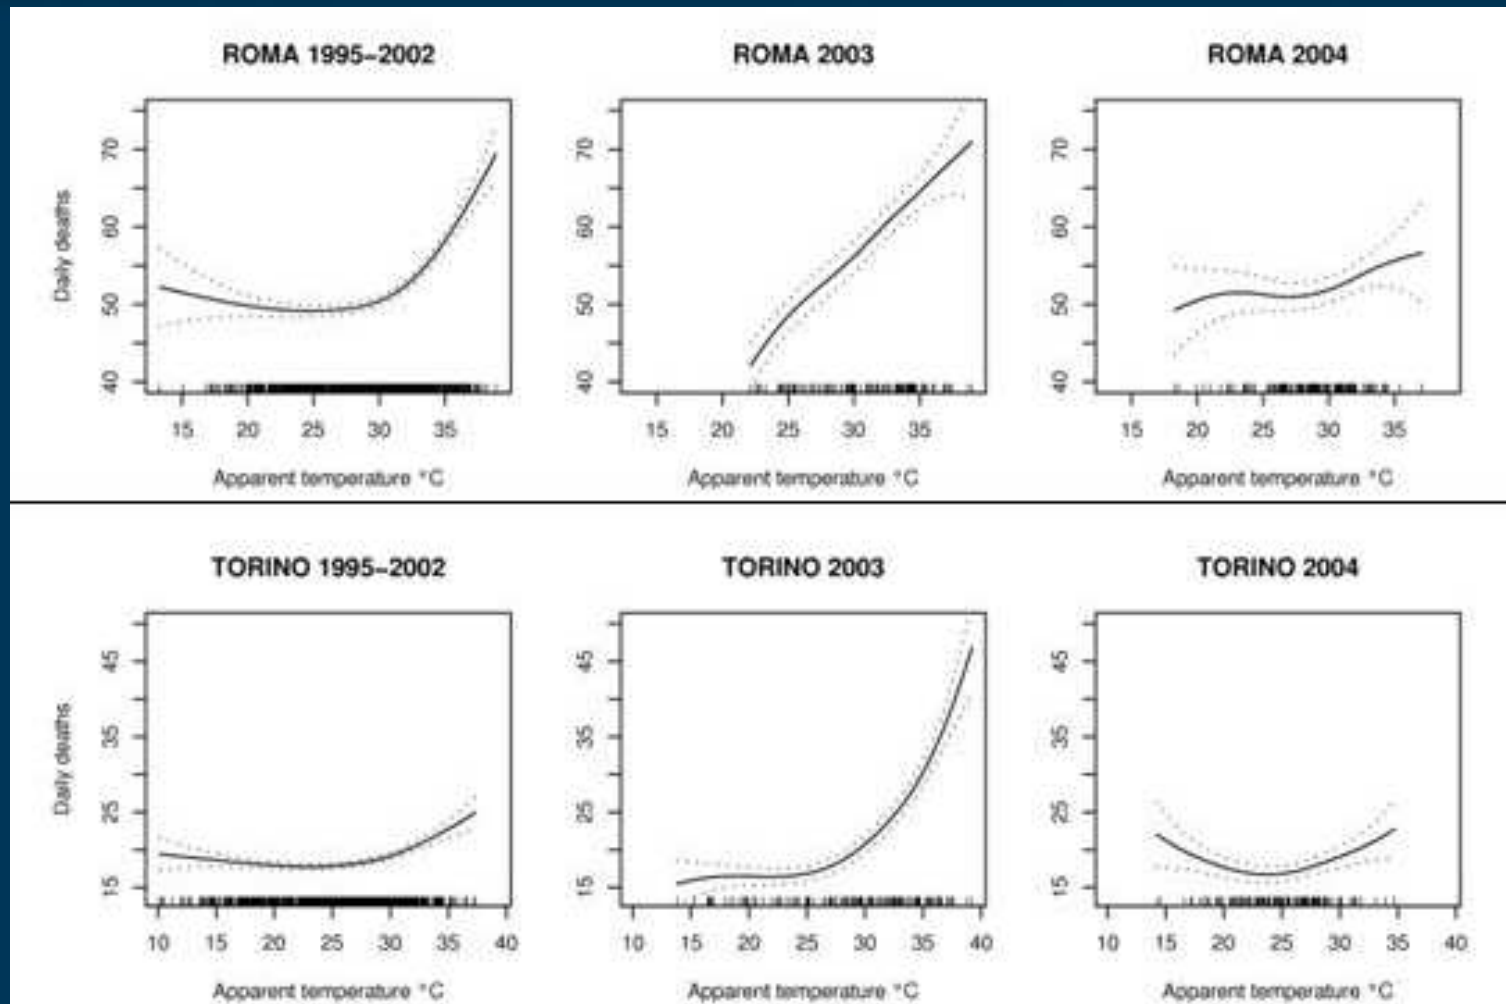 ROMA 1995–2002
ROMA 2003
ROMA 2004
Daily deaths
70
60
50
40
70
60
50
40
70
60
50
40
15 20 25 30 35
15 20 25 30 35
15 20 25 30 35
Apparent temperature °C
Apparent temperature °C
Apparent temperature °C
TORINO 1995–2002
TORINO 2003
TORINO 2004
Daily deaths
45
35
25
15
45
35
25
15
45
35
25
15
10 15 20 25 30 35 40
10 15 20 25 30 35 40
10 15 20 25 30 35 40
Apparent temperature °C
Apparent temperature °C
Apparent temperature °C